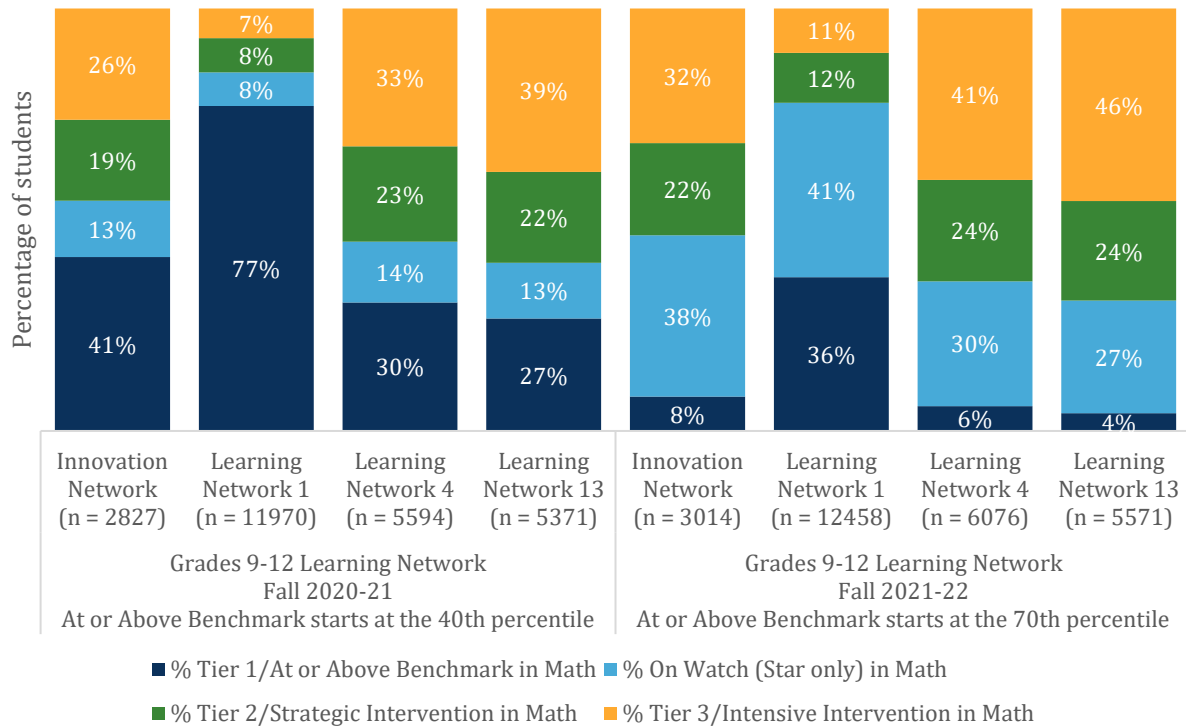 Percentage of students
26%
19%
13%
41%
7%
8%
8%
77%
33%
23%
14%
30%
39%
22%
13%
27%
32%
22%
38%
8%
11%
12%
41%
36%
41%
24%
30%
6%
46%
24%
27%
4%
Innovation
Network
(n = 2827)
Learning
Network 1
(n = 11970)
Learning
Network 4
(n = 5594)
Learning
Network 13
(n = 5371)
Innovation
Network
(n = 3014)
Learning
Network 1
(n = 12458)
Learning
Network 4
(n = 6076)
Learning
Network 13
(n = 5571)
Grades 9-12 Learning Network
Fall 2020-21
At or Above Benchmark starts at the 40th percentile
Grades 9-12 Learning Network
Fall 2021-22
At or Above Benchmark starts at the 70th percentile
% Tier 1/At or Above Benchmark in Math
% On Watch (Star only) in Math
% Tier 2/Strategic Intervention in Math
% Tier 3/Intensive Intervention in Math